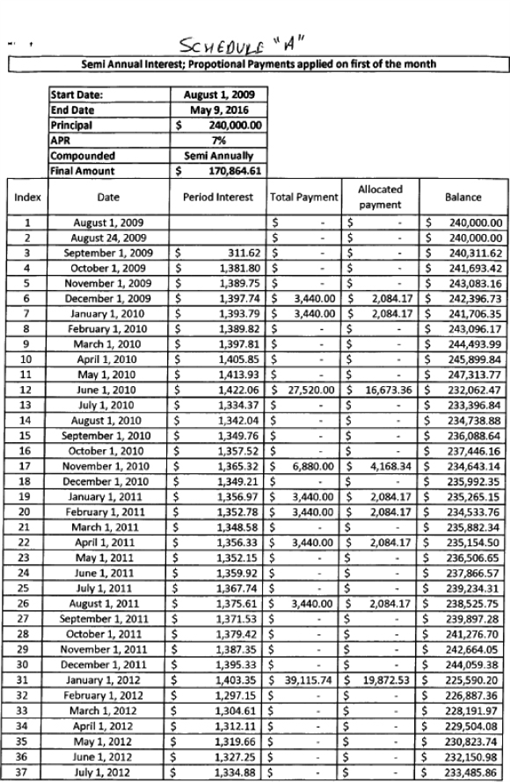 SCHEDULE "A"
Semi Annual Interest; Propotional Payments applied on first of the month
Start Date: August 1, 2009
End Date May 9, 2016
Principal $ 240,000.00
APR 7%
Compounded Semi Annually
Final Amount $ 170,864.61
Index Date Period Interest Total Payment Allocated payment Balance
1 August 1, 2009 $ - $ - $ 240,000.00
2 August 24, 2009 $ - $ - $ 240,000.00
3 September 1, 2009 $ 311.62 $ - $ - $ 240,311.62
4 October 1, 2009 $ 1,381.80 $ - $ - $ 241,693.42
5 November 1, 2009 $ 1,389.75 $ - $ - $ 243,083.16
6 December 1, 2009 $ 1,397.74 $ 3,440.00 $ 2,084.17 $ 242,396.73
7 January 1, 2010 $ 1,393.79 $ 3,440.00 $ 2,084.17 $ 241,706.35
8 February 1, 2010 $ 1,389.82 $ - $ - $ 243,096.17
9 March 1, 2010 $ 1,397.81 $ - $ - $ 244,493.99
10 April 1, 2010 $ 1,405.85 $ - $ - $ 245,899.84
11 May 1, 2010 $ 1,413.93 $ - $ - $ 247,313.77
12 June 1, 2010 $ 1,422.06 $ 27,520.00 $ 16,673.36 $ 232,062.47
13 July 1, 2010 $ 1,334.37 $ - $ - $ 233,396.84
14 August 1, 2010 $ 1,342.04 $ - $ - $ 234,738.88
15 September 1, 2010 $ 1,349.76 $ - $ - $ 236,088.64
16 October 1, 2010 $ 1,357.52 $ - $ - $ 237,446.16
17 November 1, 2010 $ 1,365.32 $ 6,880.00 $ 4,168.34 $ 234,643.14
18 December 1, 2010 $ 1,349.21 $ - $ - $ 235,992.35
19 January 1, 2011 $ 1,356.97 $ 3,440.00 $ 2,084.17 $ 235,265.15
20 February 1, 2011 $ 1,352.78 $ 3,440.00 $ 2,084.17 $ 234,533.76
21 March 1, 2011 $ 1,348.58 $ - $ - $ 235,882.34
22 April 1, 2011 $ 1,356.33 $ 3,440.00 $ 2,084.17 $ 235,154.50
23 May 1, 2011 $ 1,352.15 $ - $ - $ 236,506.65
24 June 1, 2011 $ 1,359.92 $ - $ - $ 237,866.57
25 July 1, 2011 $ 1,367.74 $ - $ - $ 239,234.31
26 August 1, 2011 $ 1,375.61 $ 3,440.00 $ 2,084.17 $ 238,525.75
27 September 1, 2011 $ 1,371.53 $ - $ - $ 239,897.28
28 October 1, 2011 $ 1,379.42 $ - $ - $ 241,276.70
29 November 1, 2011 $ 1,387.35 $ - $ - $ 242,664.05
30 December 1, 2011 $ 1,395.33 $ - $ - $ 244,059.38
31 January 1, 2012 $ 1,403.35 $ 39,115.74 $ 19,872.53 $ 225,590.20
32 February 1, 2012 $ 1,297.15 $ - $ - $ 226,887.36
33 March 1, 2012 $ 1,304.61 $ - $ - $ 228,191.97
34 April 1, 2012 $ 1,312.11 $ - $ - $ 229,504.08
35 May 1, 2012 $ 1,319.66 $ - $ - $ 230,823.74
36 June 1, 2012 $ 1,327.25 $ - $ - $ 232,150.98
37 July 1, 2012 $ 1,334.88 $ - $ - $ 233,485.86